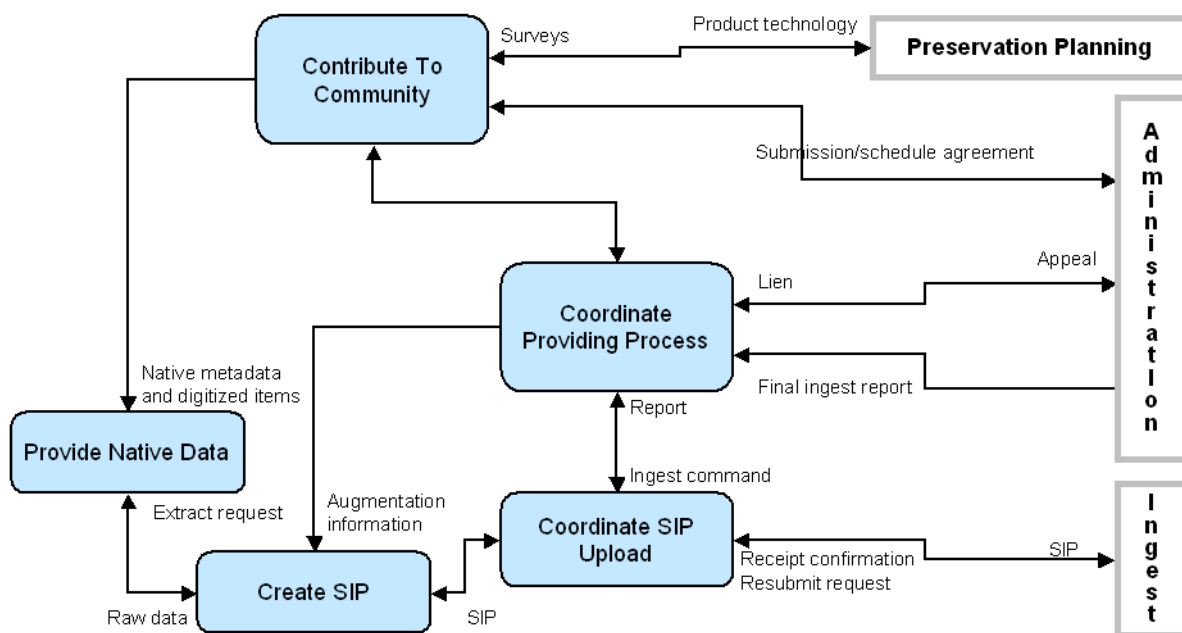 Surveys
Product technology
Preservation Planning
Contribute To
Community
Administration
Submission/schedule agreement
Appeal
Lien
Coordinate
Providing Process
Final ingest report
Native metadata
and digitized items
Report
Provide Native Data
Ingest command
Ingest
Extract request
Augmentation
information
Coordinate SIP
Upload
Receipt confirmation
Resubmit request
SIP
Create SIP
Raw data
SIP